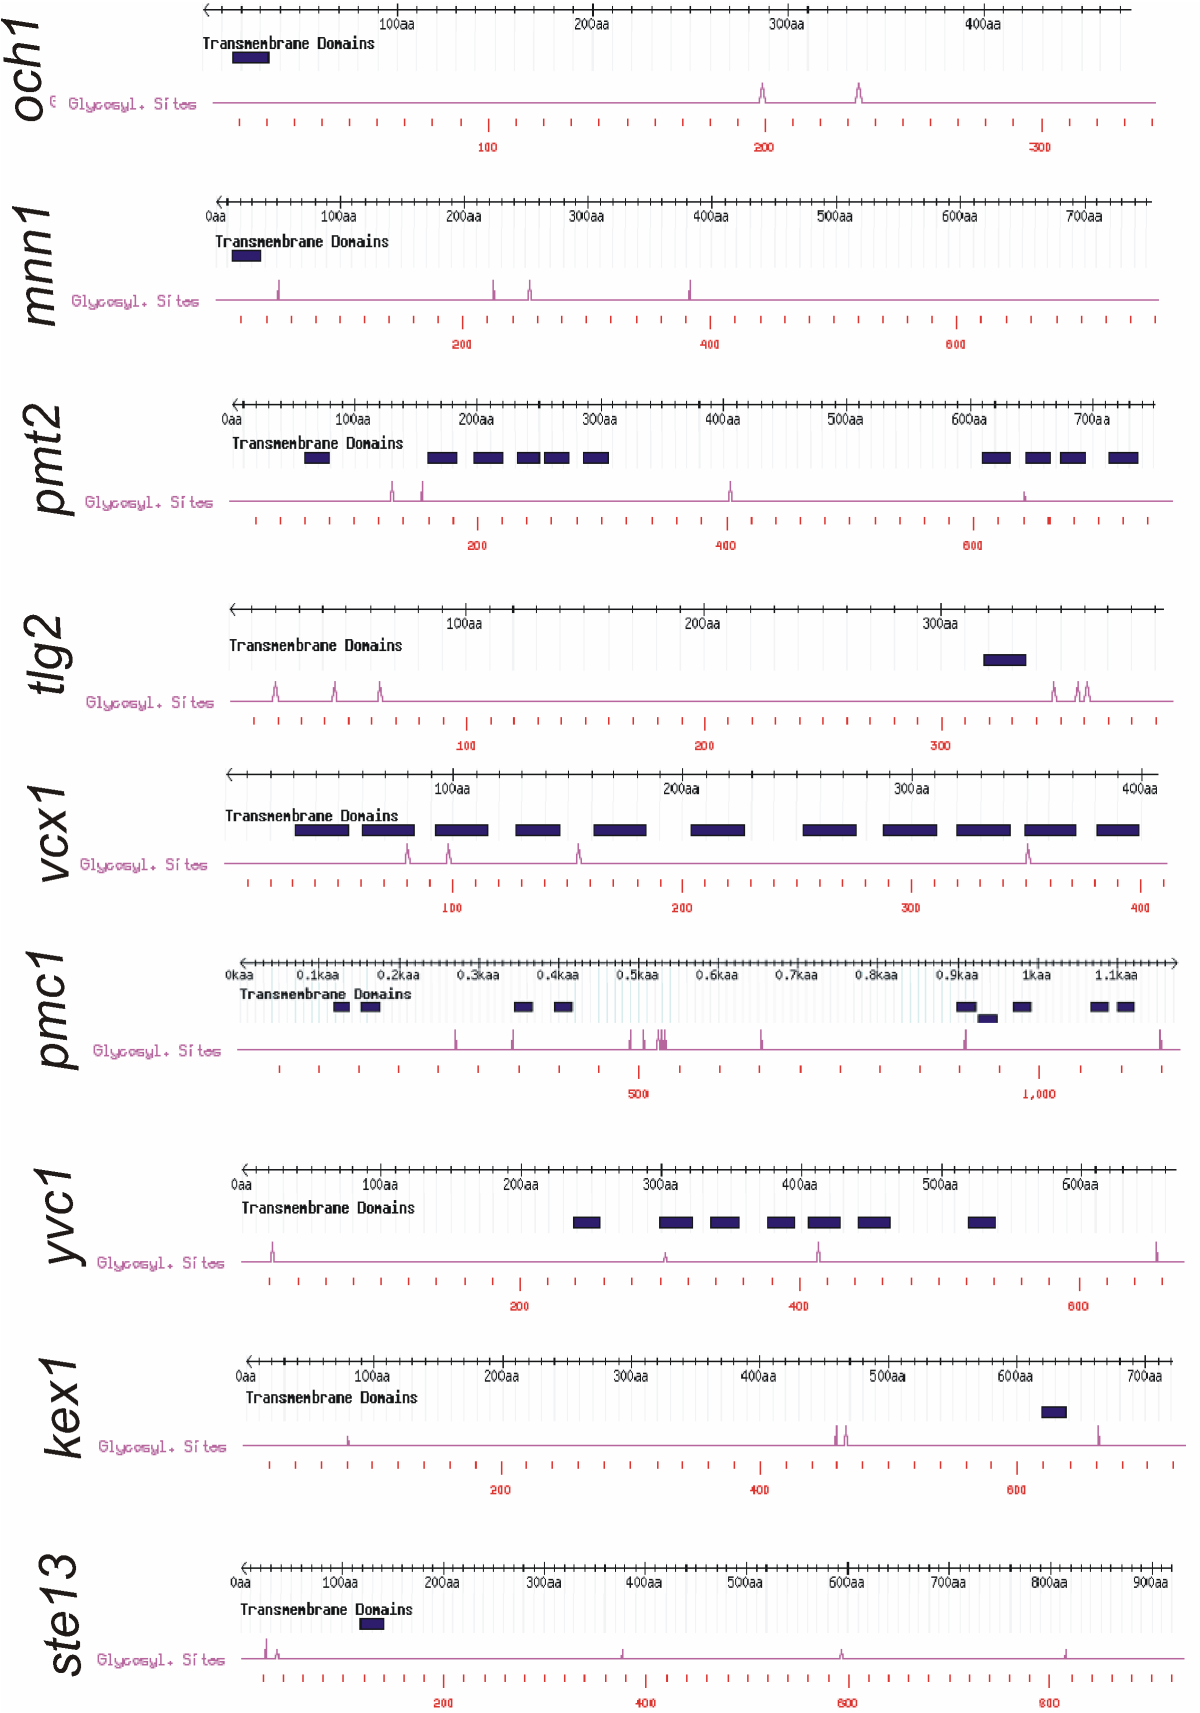 och1
100aa 200aa 300aa 400aa
Transmembrane Domains
G Glycosyl. Sites
100 200 300
mnn1
0aa 100aa 200aa 300aa 400aa 500aa 600aa 700aa
Transmembrane Domains
Glycosyl. Sites
200 400 600
pmt2
0aa 100aa 200aa 300aa 400aa 500aa 600aa 700aa
Transmembrane Domains
Glycosyl. Sites
200 400 600
tlg2
100aa 200aa 300aa
Transmembrane Domains
Glycosyl. Sites
100 200 300
vcx1
100aa 200aa 300aa 400aa
Transmembrane Domains
Glycosyl. Sites
100 200 300 400
pmc1
0kaa 0.1kaa 0.2kaa 0.3kaa 0.4kaa 0.5kaa 0.6kaa 0.7kaa 0.8kaa 0.9kaa 1kaa 1.1kaa
Transmembrane Domains
Glycosyl. Sites
500 1,000
yvc1
0aa 100aa 200aa 300aa 400aa 500aa 600aa
Transmembrane Domains
Glycosyl. Sites
200 400 600
kex1
0aa 100aa 200aa 300aa 400aa 500aa 600aa 700aa
Transmembrane Domains
Glycosyl. Sites
200 400 600
ste13
0aa 100aa 200aa 300aa 400aa 500aa 600aa 700aa 800aa 900aa
Transmembrane Domains
Glycosyl. Sites
200 400 600 800